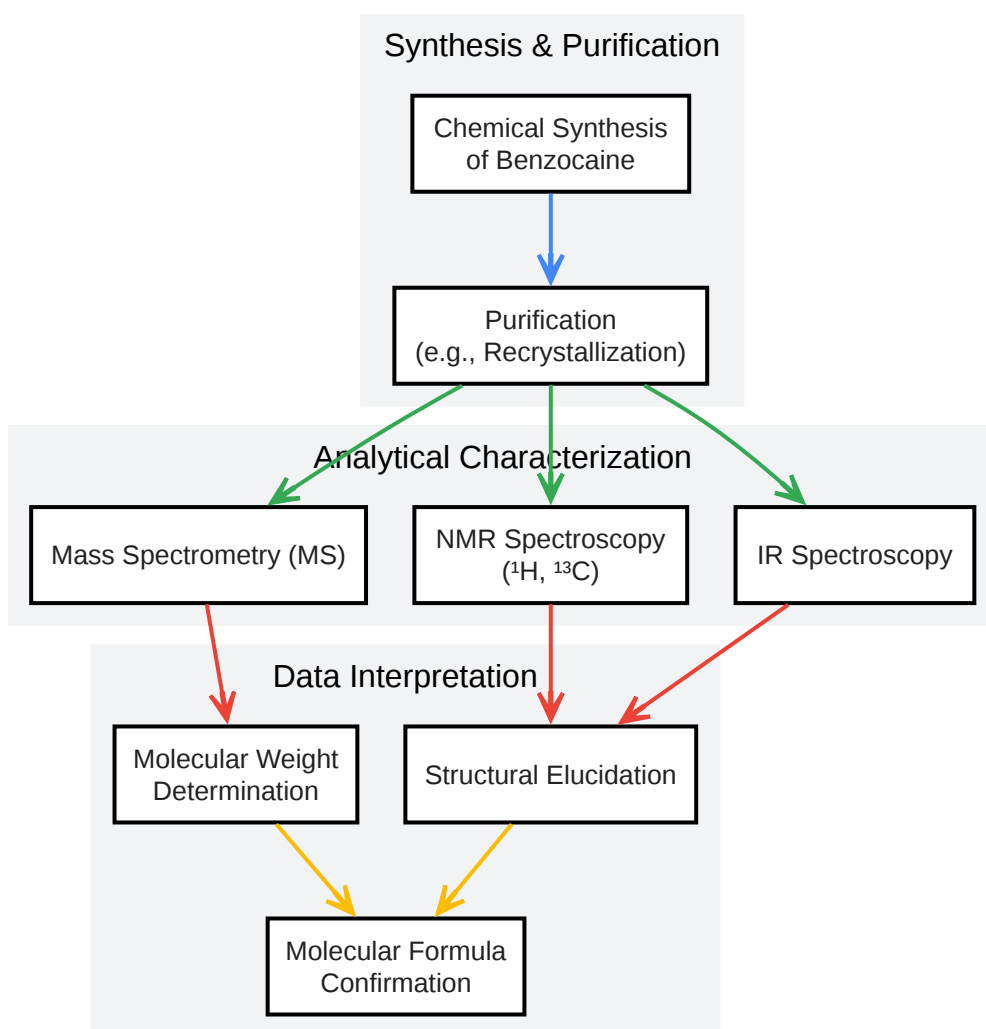 Synthesis & Purification
Chemical Synthesis
of Benzocaine
Purification
(e.g., Recrystallization)
Analytical Characterization
Mass Spectrometry (MS)
NMR Spectroscopy
(¹H, ¹³C)
IR Spectroscopy
Data Interpretation
Molecular Weight
Determination
Structural Elucidation
Molecular Formula
Confirmation